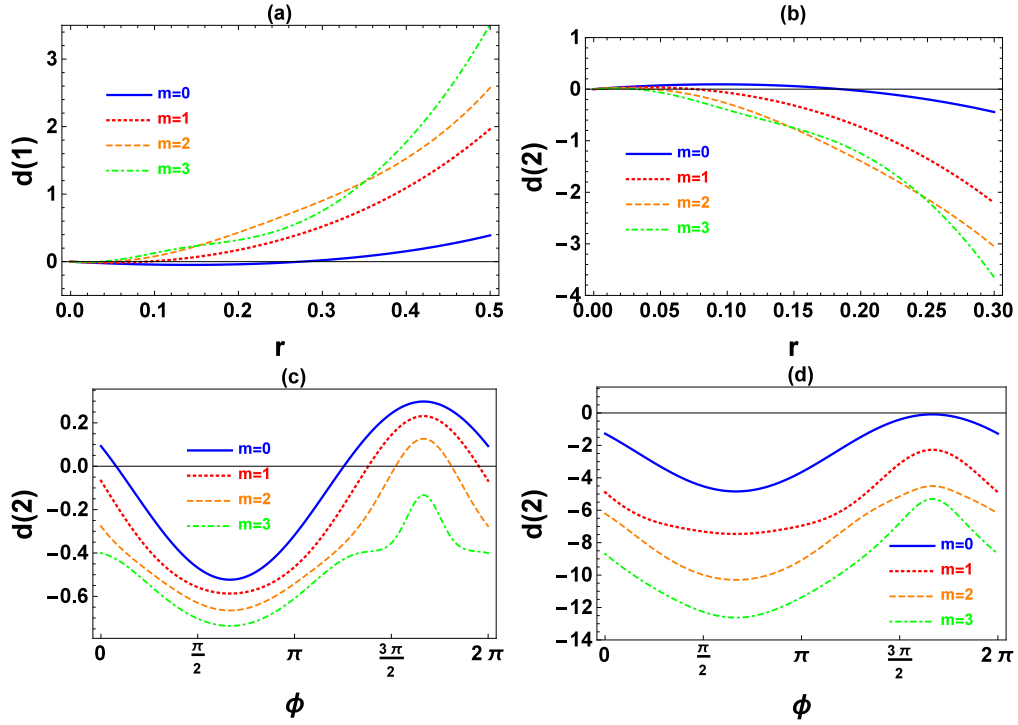 (a)
3
2
1
0
d(1)
m=0
m=1
m=2
m=3
0.0 0.1 0.2 0.3 0.4 0.5
r
(b)
1
0
−1
−2
−3
−4
d(2)
m=0
m=1
m=2
m=3
0.00 0.05 0.10 0.15 0.20 0.25 0.30
r
(c)
0.2
0.0
−0.2
−0.4
−0.6
d(2)
m=0
m=1
m=2
m=3
0 π/2 π 3π/2 2π
ϕ
(d)
0
−2
−4
−6
−8
−10
−12
−14
d(2)
m=0
m=1
m=2
m=3
0 π/2 π 3π/2 2π
ϕ